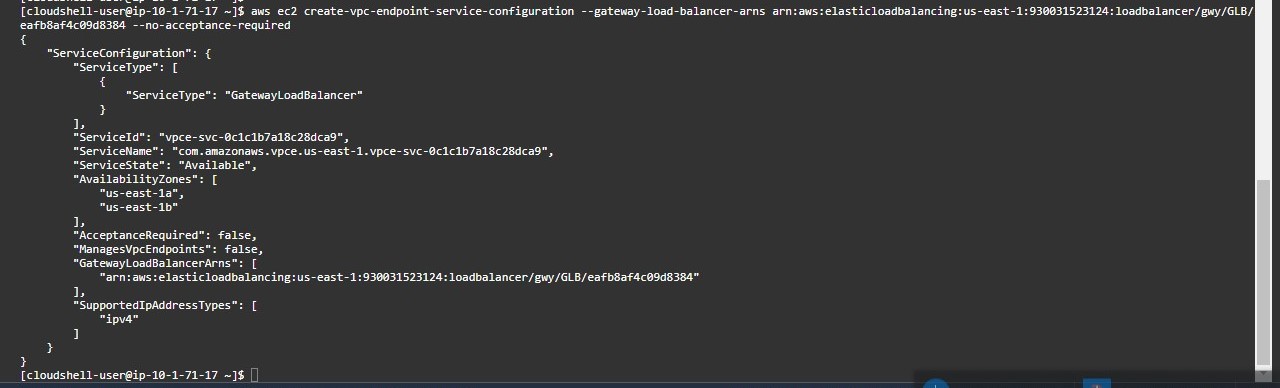 [cloudshell-user@ip-10-1-71-17 ~]$ aws ec2 create-vpc-endpoint-service-configuration --gateway-load-balancer-arns arn:aws:elasticloadbalancing:us-east-1:930031523124:loadbalancer/gwy/GLB/
eafb8af4c09d8384 --no-acceptance-required
{
    "ServiceConfiguration": {
        "ServiceType": [
            {
                "ServiceType": "GatewayLoadBalancer"
            }
        ],
        "ServiceId": "vpce-svc-0c1c1b7a18c28dca9",
        "ServiceName": "com.amazonaws.vpce.us-east-1.vpce-svc-0c1c1b7a18c28dca9",
        "ServiceState": "Available",
        "AvailabilityZones": [
            "us-east-1a",
            "us-east-1b"
        ],
        "AcceptanceRequired": false,
        "ManagesVpcEndpoints": false,
        "GatewayLoadBalancerArns": [
            "arn:aws:elasticloadbalancing:us-east-1:930031523124:loadbalancer/gwy/GLB/eafb8af4c09d8384"
        ],
        "SupportedIpAddressTypes": [
            "ipv4"
        ]
    }
}
[cloudshell-user@ip-10-1-71-17 ~]$